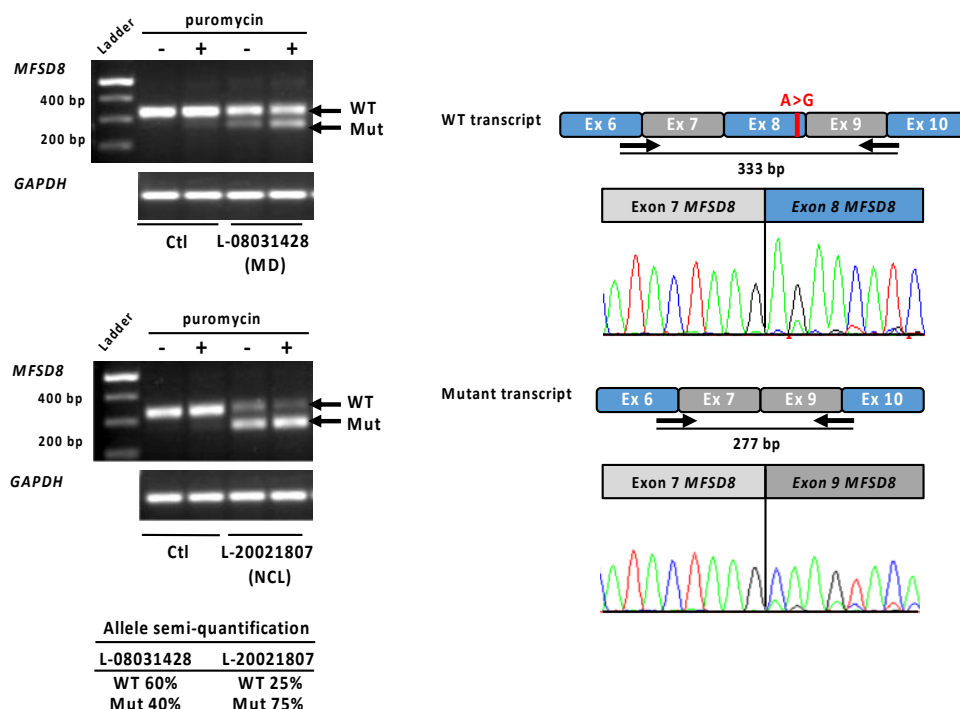 puromycin
Ladder
- + - +
MFSD8
400 bp
WT
Mut
200 bp
GAPDH
Ctl L-08031428
(MD)
puromycin
Ladder
- + - +
MFSD8
400 bp
WT
Mut
200 bp
GAPDH
Ctl L-20021807
(NCL)
Allele semi-quantification
L-08031428 L-20021807
WT 60% WT 25%
Mut 40% Mut 75%
A>G
WT transcript Ex 6 Ex 7 Ex 8 Ex 9 Ex 10
333 bp
Exon 7 MFSD8 Exon 8 MFSD8
Mutant transcript Ex 6 Ex 7 Ex 9 Ex 10
277 bp
Exon 7 MFSD8 Exon 9 MFSD8